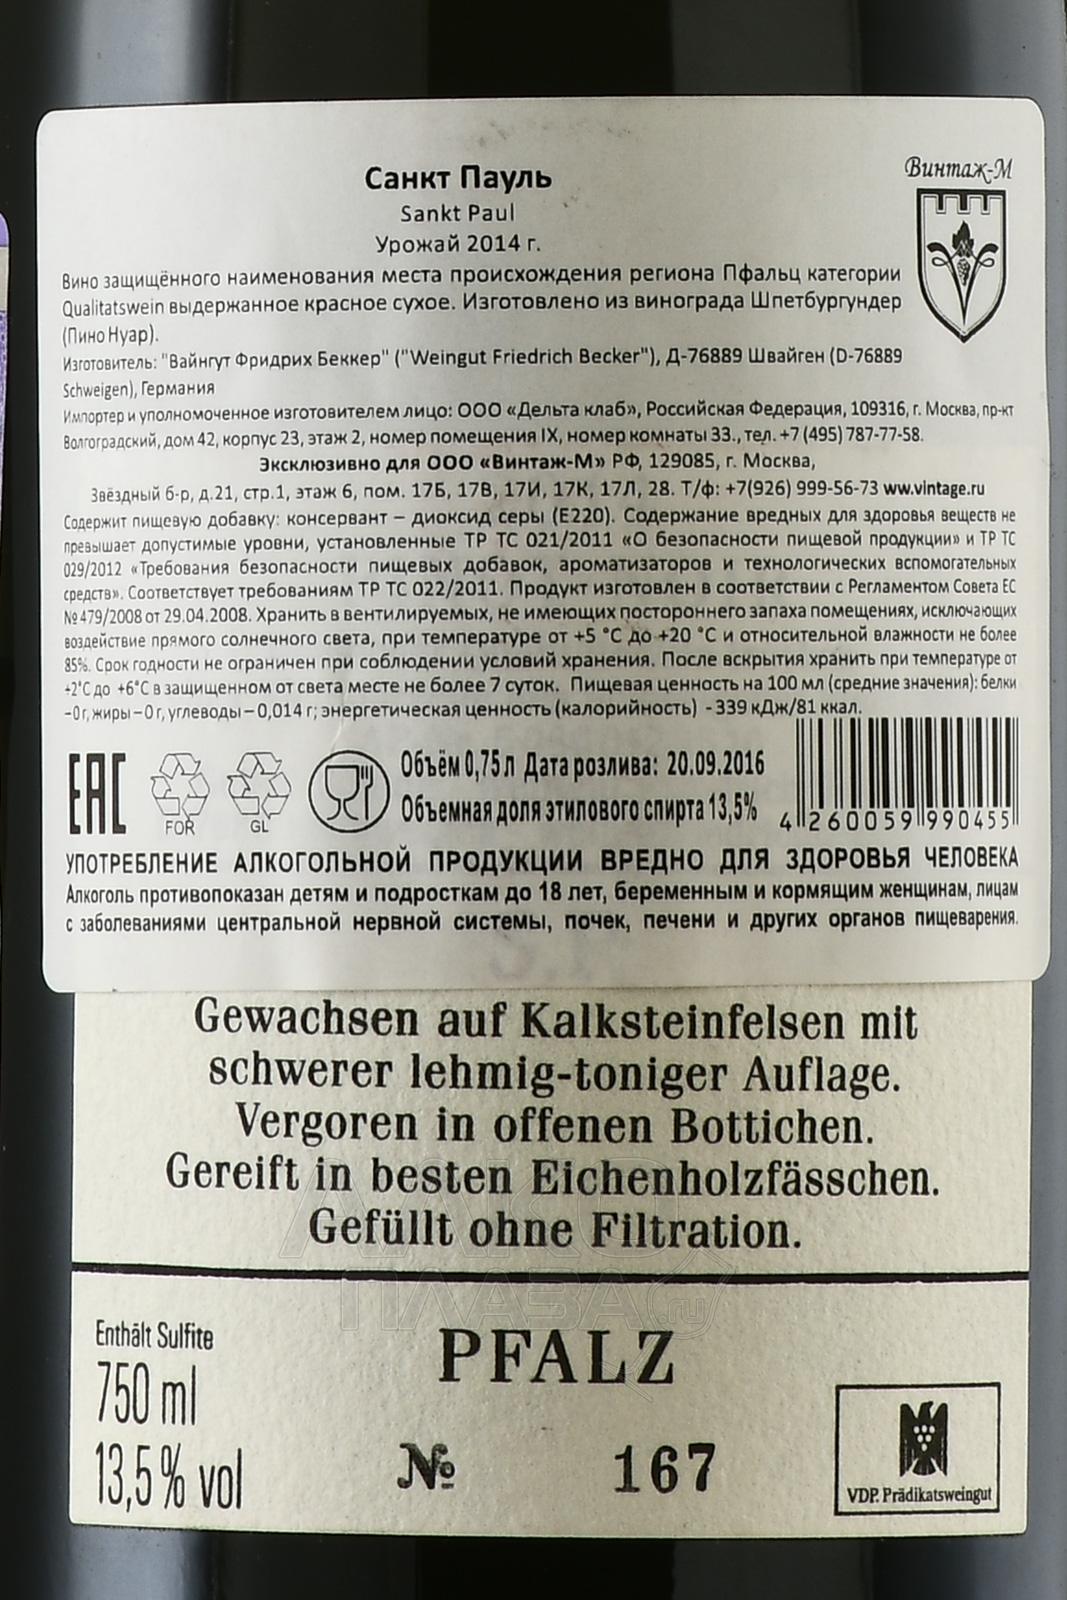 Винтаж-М
Санкт Пауль
Sankt Paul
Урожай 2014 г.
Вино защищённого наименования места происхождения региона Пфальц категории
Qualitatswein выдержанное красное сухое. Изготовлено из винограда Шпетбургундер
(Пино Нуар).
Изготовитель: "Вайнгут Фридрих Беккер" ("Weingut Friedrich Becker"), Д-76889 Швайген (D-76889
Schweigen), Германия
Импортер и уполномоченное изготовителем лицо: ООО «Дельта клаб», Российская Федерация, 109316, г. Москва, пр-кт
Волгоградский, дом 42, корпус 23, этаж 2, номер помещения IX, номер комнаты 33., тел. +7 (495) 787-77-58.
Эксклюзивно для ООО «Винтаж-М» РФ, 129085, г. Москва,
Звёздный б-р, д.21, стр.1, этаж 6, пом. 17Б, 17В, 17И, 17К, 17Л, 28. Т/ф: +7(926) 999-56-73 ww.vintage.ru
Содержит пищевую добавку: консервант – диоксид серы (E220). Содержание вредных для здоровья веществ не
превышает допустимые уровни, установленные ТР ТС 021/2011 «О безопасности пищевой продукции» и ТР ТС
029/2012 «Требования безопасности пищевых добавок, ароматизаторов и технологических вспомогательных
средств». Соответствует требованиям ТР ТС 022/2011. Продукт изготовлен в соответствии с Регламентом Совета ЕС
№479/2008 от 29.04.2008. Хранить в вентилируемых, не имеющих постороннего запаха помещениях, исключающих
воздействие прямого солнечного света, при температуре от +5 °С до +20 °С и относительной влажности не более
85%. Срок годности не ограничен при соблюдении условий хранения. После вскрытия хранить при температуре от
+2°С до +6°С в защищенном от света месте не более 7 суток. Пищевая ценность на 100 мл (средние значения): белки
–0 г, жиры–0 г, углеводы–0,014 г; энергетическая ценность (калорийность) -339 кДж/81 ккал.
EAC
FOR
GL
Объём 0,75л Дата розлива: 20.09.2016
Объемная доля этилового спирта 13,5%
4 260059 990455
УПОТРЕБЛЕНИЕ АЛКОГОЛЬНОЙ ПРОДУКЦИИ ВРЕДНО ДЛЯ ЗДОРОВЬЯ ЧЕЛОВЕКА
Алкоголь противопоказан детям и подросткам до 18 лет, беременным и кормящим женщинам, лицам
с заболеваниями центральной нервной системы, почек, печени и других органов пищеварения.
Gewachsen auf Kalksteinfelsen mit
schwerer lehmig-toniger Auflage.
Vergoren in offenen Bottichen.
Gereift in besten Eichenholzfässchen.
Gefüllt ohne Filtration.
АЛКО
ПЛАЗА.ru
Enthält Sulfite
750 ml
13,5% vol
PFALZ
№ 167
VDP. Prädikatsweingut